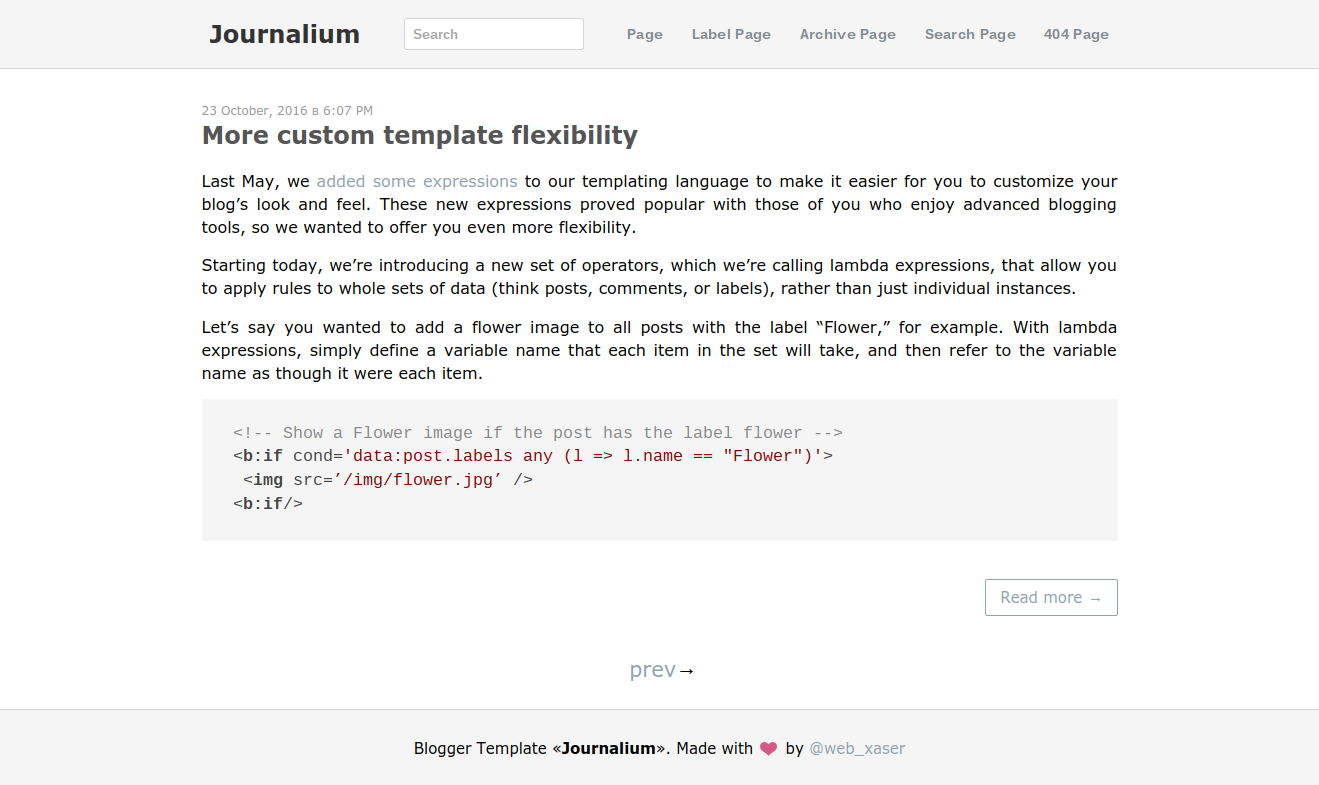 Journalium Search Page Label Page Archive Page Search Page 404 Page
23 October, 2016 в 6:07 PM
More custom template flexibility
Last May, we added some expressions to our templating language to make it easier for you to customize your
blog’s look and feel. These new expressions proved popular with those of you who enjoy advanced blogging
tools, so we wanted to offer you even more flexibility.
Starting today, we’re introducing a new set of operators, which we’re calling lambda expressions, that allow you
to apply rules to whole sets of data (think posts, comments, or labels), rather than just individual instances.
Let’s say you wanted to add a flower image to all posts with the label “Flower,” for example. With lambda
expressions, simply define a variable name that each item in the set will take, and then refer to the variable
name as though it were each item.
<!-- Show a Flower image if the post has the label flower -->
<b:if cond='data:post.labels any (l => l.name == "Flower")'>
<img src=’/img/flower.jpg’ />
<b:if/>
Read more →
prev→
Blogger Template «Journalium». Made with ❤ by @web_xaser